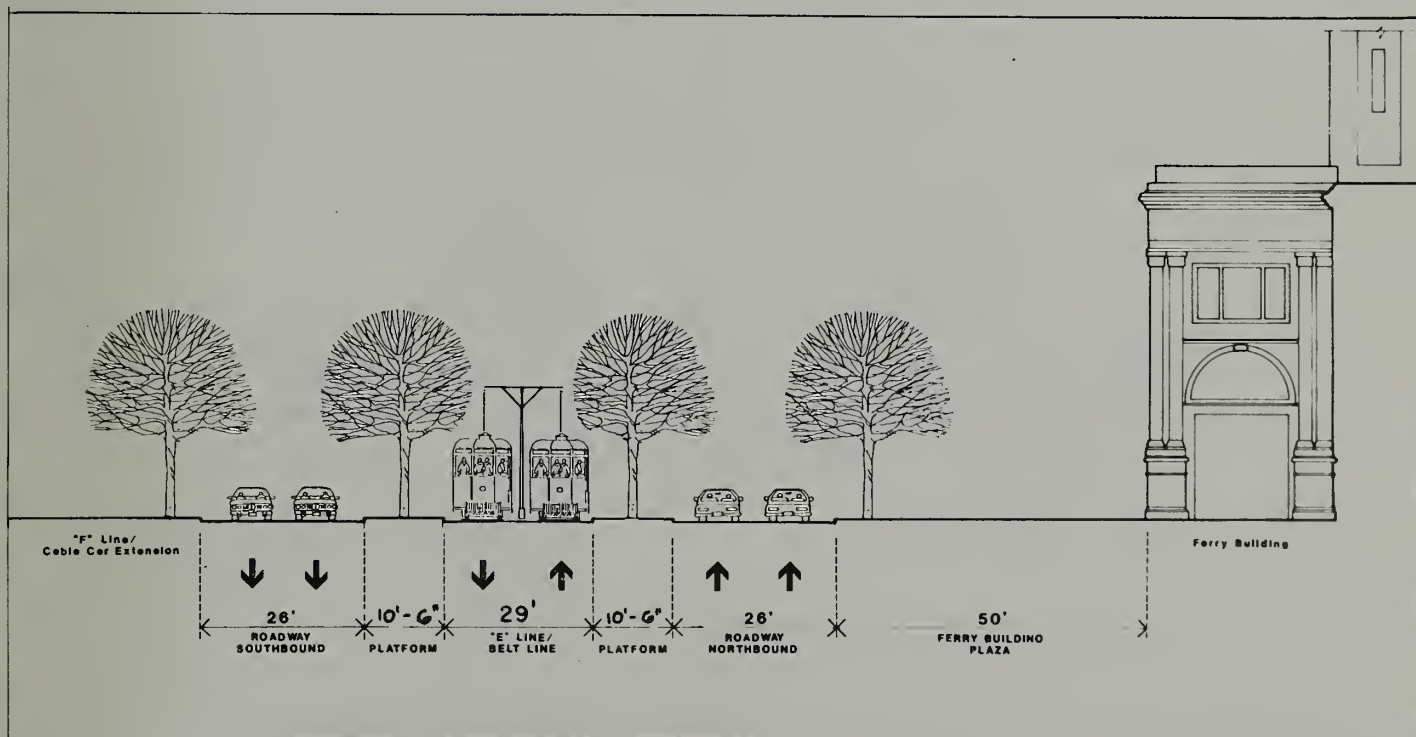 "F" Line/
Cable Car Extension
Ferry Building
26'
10'-6"
29'
10'-6"
26'
50'
ROADWAY
SOUTHBOUND
PLATFORM
"E" LINE/
BELT LINE
PLATFORM
ROADWAY
NORTHBOUND
FERRY BUILDING
PLAZA